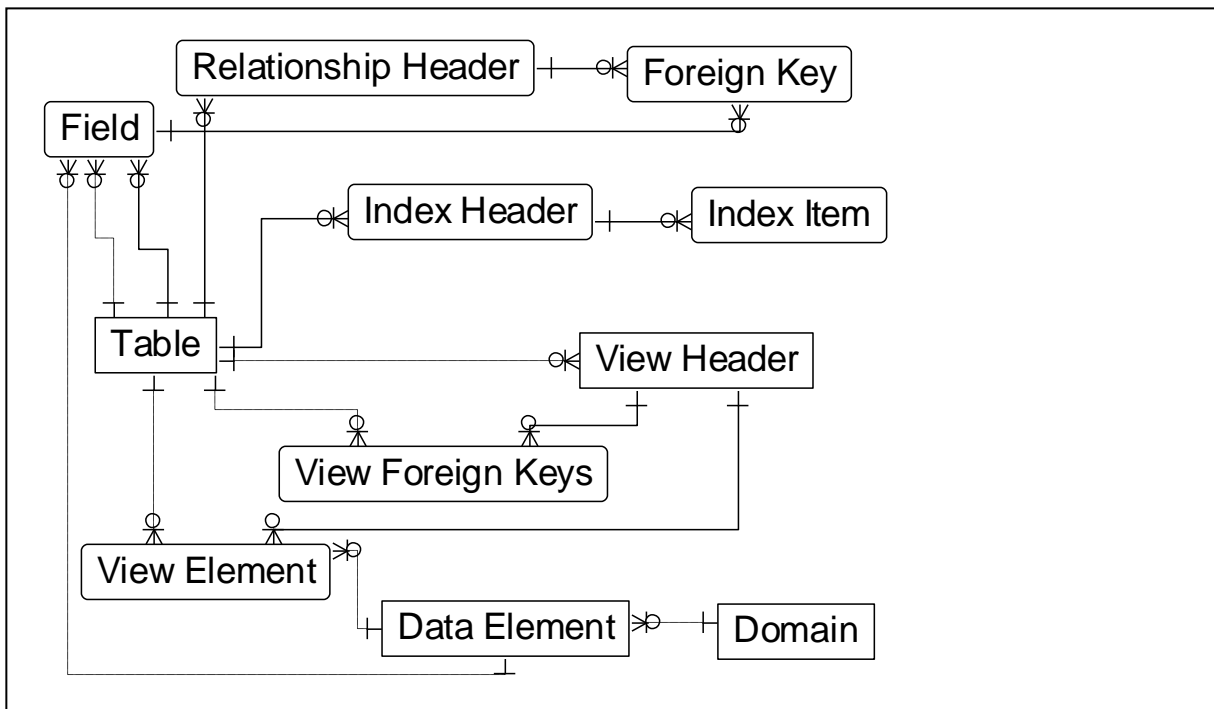 Relationship Header
Foreign Key
Field
Index Header
Index Item
Table
View Header
View Foreign Keys
View Element
Data Element
Domain